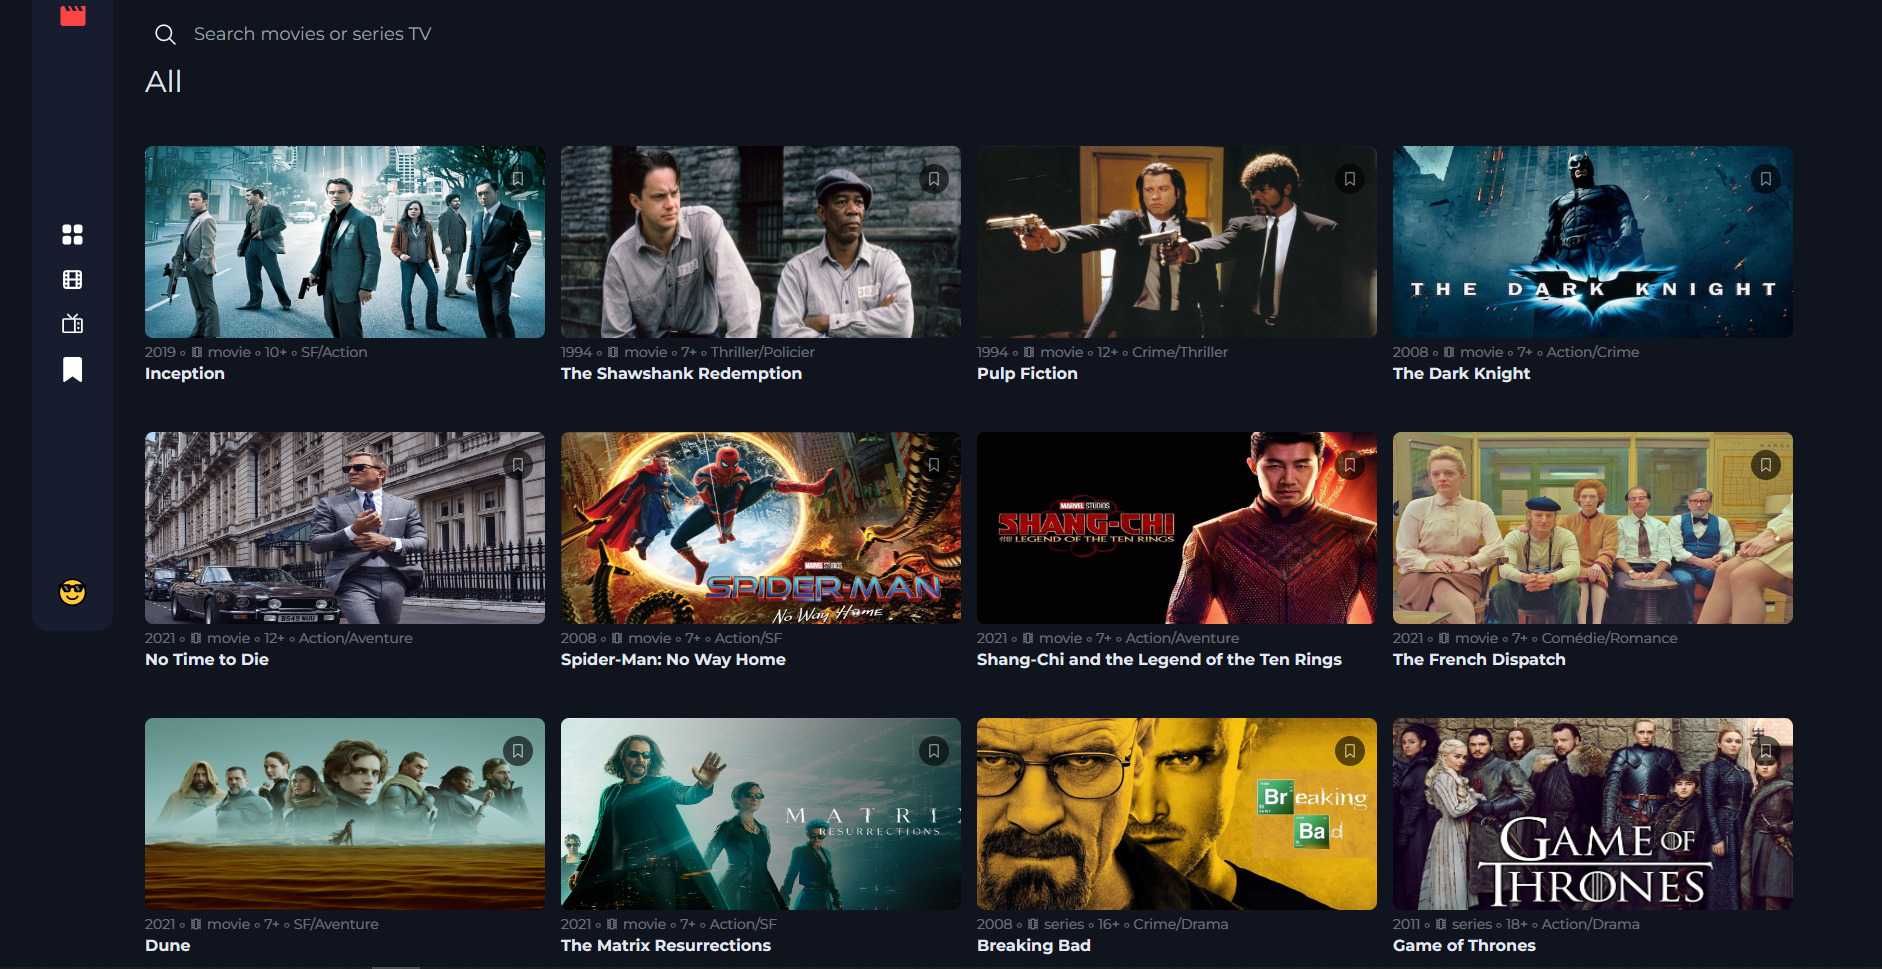 Search movies or series TV
All
THE DARK KNIGHT
2019 ∘ movie ∘ 10+ ∘ SF/Action
Inception
1994 ∘ movie ∘ 7+ ∘ Thriller/Policier
The Shawshank Redemption
1994 ∘ movie ∘ 12+ ∘ Crime/Thriller
Pulp Fiction
2008 ∘ movie ∘ 7+ ∘ Action/Crime
The Dark Knight
MARVEL STUDIOS
SPIDER-MAN
No Way Home
MARVEL STUDIOS
SHANG-CHI
AND THE LEGEND OF THE TEN RINGS
2021 ∘ movie ∘ 12+ ∘ Action/Aventure
No Time to Die
2008 ∘ movie ∘ 7+ ∘ Action/SF
Spider-Man: No Way Home
2021 ∘ movie ∘ 7+ ∘ Action/Aventure
Shang-Chi and the Legend of the Ten Rings
2021 ∘ movie ∘ 7+ ∘ Comédie/Romance
The French Dispatch
MATRIX
RESURRECTIONS
Breaking
Bad
GAME OF
THRONES
2021 ∘ movie ∘ 7+ ∘ SF/Aventure
Dune
2021 ∘ movie ∘ 7+ ∘ Action/SF
The Matrix Resurrections
2008 ∘ series ∘ 16+ ∘ Crime/Drama
Breaking Bad
2011 ∘ series ∘ 18+ ∘ Action/Drama
Game of Thrones